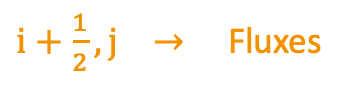 i + 1/2, j → Fluxes